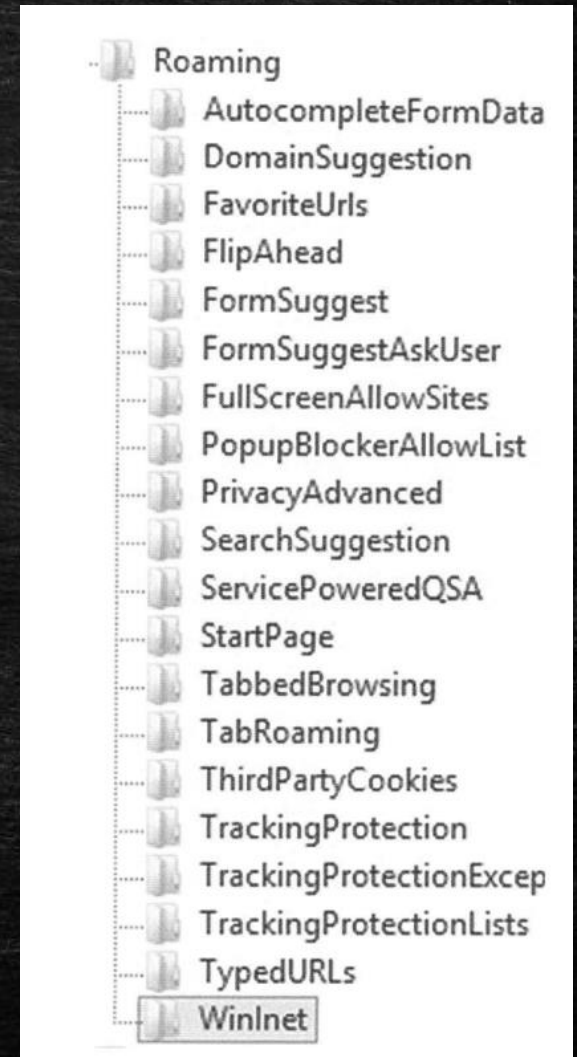 Roaming
AutocompleteFormData
DomainSuggestion
FavoriteUrls
FlipAhead
FormSuggest
FormSuggestAskUser
FullScreenAllowSites
PopupBlockerAllowList
PrivacyAdvanced
SearchSuggestion
ServicePoweredQSA
StartPage
TabbedBrowsing
TabRoaming
ThirdPartyCookies
TrackingProtection
TrackingProtectionExcep
TrackingProtectionLists
TypedURLs
WinInet